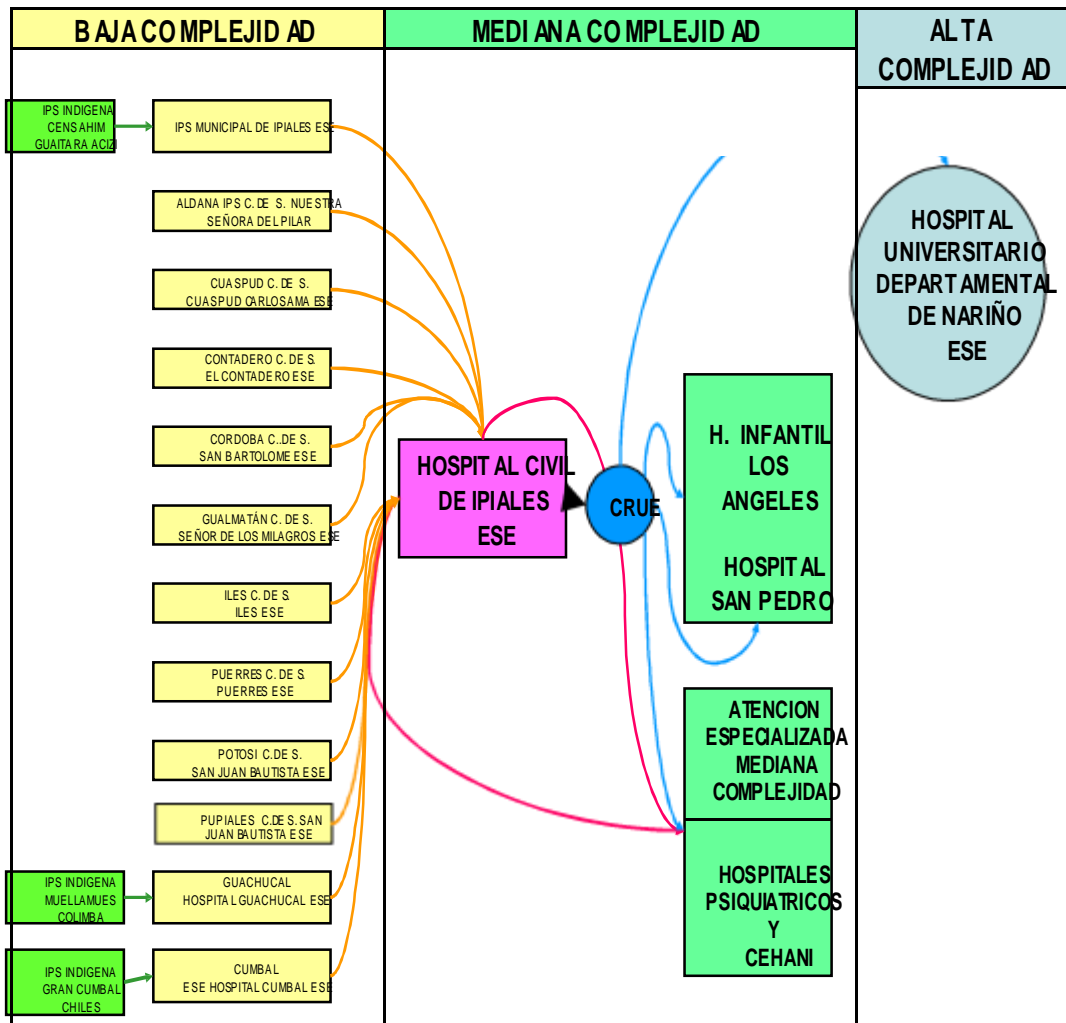 BAJA COMPLEJIDAD
MEDIANA COMPLEJIDAD
ALTA
COMPLEJIDAD
IPS INDIGENA
CENSAHIM
GUAITARA ACIZI
IPS MUNICIPAL DE IPIALES ESE
ALDANA IPS C. DE S. NUESTRA
SEÑORA DEL PILAR
CUASPUD C. DE S.
CUASPUD CARLOSAMA ESE
CONTADERO C. DE S.
EL CONTADERO ESE
CORDOBA C..DE S.
SAN BARTOLOME ESE
GUALMATÁN C. DE S.
SEÑOR DE LOS MILAGROS ESE
ILES C. DE S.
ILES ESE
PUERRES C. DE S.
PUERRES ESE
POTOSI C.DE S.
SAN JUAN BAUTISTA ESE
PUPIALES C.DE S. SAN
JUAN BAUTISTA ESE
IPS INDIGENA
MUELLAMUES
COLIMBA
GUACHUCAL
HOSPITAL GUACHUCAL ESE
IPS INDIGENA
GRAN CUMBAL
CHILES
CUMBAL
ESE HOSPITAL CUMBAL ESE
HOSPITAL CIVIL
DE IPIALES
ESE
CRUE
H. INFANTIL
LOS
ANGELES
HOSPITAL
SAN PEDRO
ATENCION
ESPECIALIZADA
MEDIANA
COMPLEJIDAD
HOSPITALES
PSIQUIATRICOS
Y
CEHANI
HOSPITAL
UNIVERSITARIO
DEPARTAMENTAL
DE NARIÑO
ESE